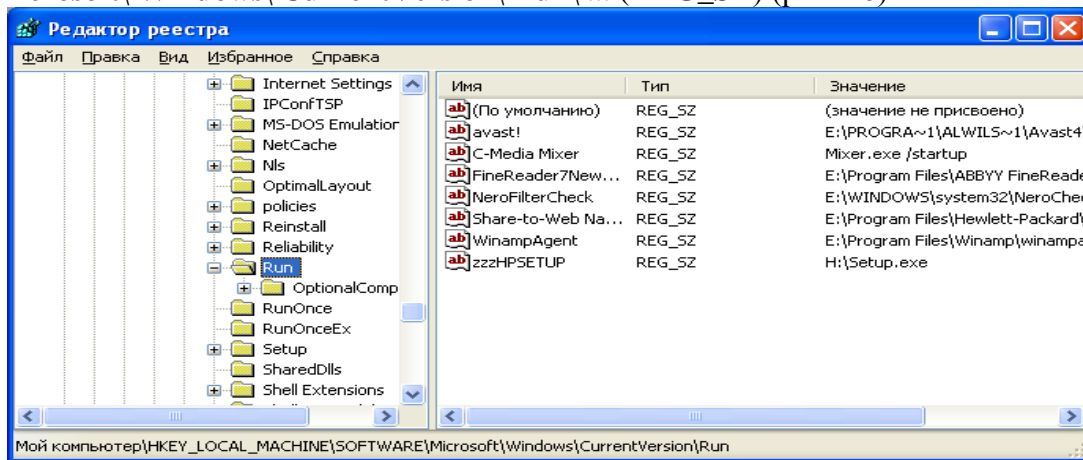 Редактор реестра
Файл Правка Вид Избранное Справка
Internet Settings
IPConfTSP
MS-DOS Emulation
NetCache
Nls
OptimalLayout
policies
Reinstall
Reliability
Run
OptionalComp
RunOnce
RunOnceEx
Setup
SharedDlls
Shell Extensions
Имя Тип Значение
(По умолчанию) REG_SZ (значение не присвоено)
avast! REG_SZ E:\PROGRA~1\ALWILS~1\Avast4
C-Media Mixer REG_SZ Mixer.exe /startup
FineReader7New... REG_SZ E:\Program Files\ABBYY FineReade
NeroFilterCheck REG_SZ E:\WINDOWS\system32\NeroChe
Share-to-Web Na... REG_SZ E:\Program Files\Hewlett-Packard\
WinampAgent REG_SZ E:\Program Files\Winamp\winampa
zzzHPSETUP REG_SZ H:\Setup.exe
Мой компьютер\HKEY_LOCAL_MACHINE\SOFTWARE\Microsoft\Windows\CurrentVersion\Run